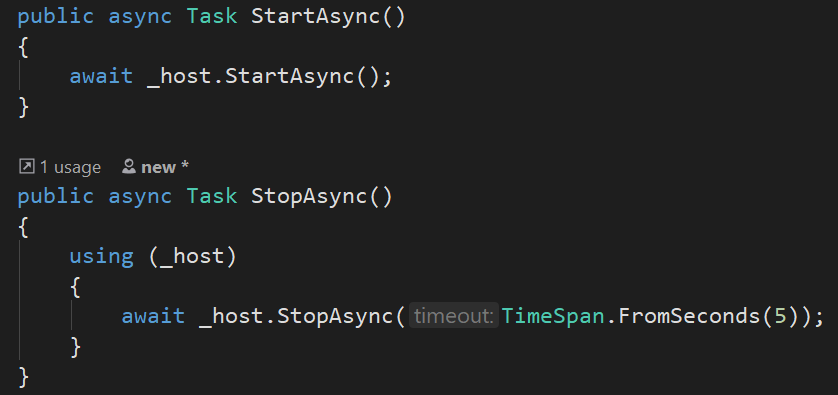 public async Task StartAsync()
{
    await _host.StartAsync();
}
1 usage new *
public async Task StopAsync()
{
    using (_host)
    {
        await _host.StopAsync(timeout: TimeSpan.FromSeconds(5));
    }
}